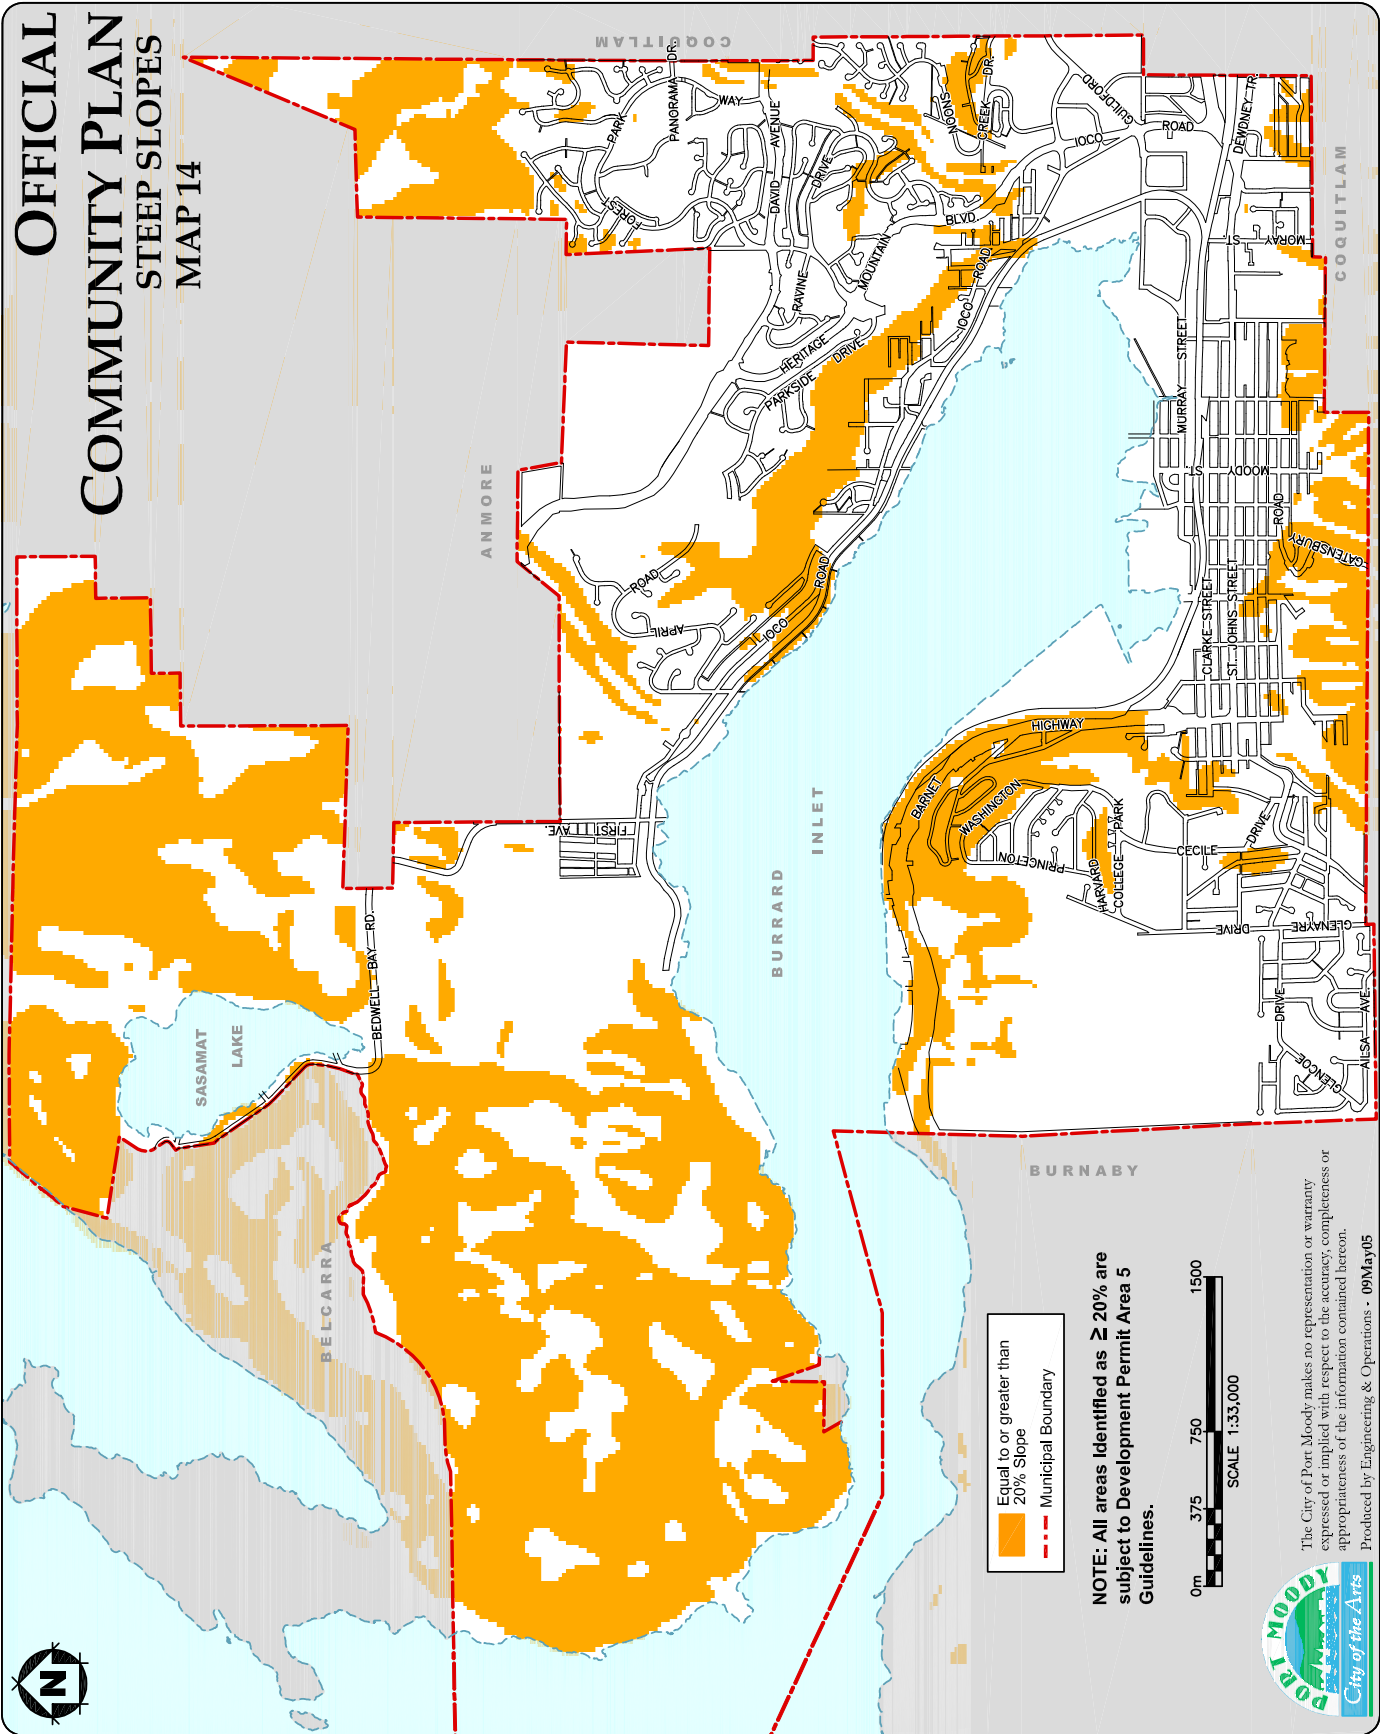 OFFICIAL
COMMUNITY PLAN
STEEP SLOPES
MAP 14
COQUITLAM
COQUITLAM
ANMORE
BELCARRA
BURNABY
SASAMAT
LAKE
BURRARD
INLET
BEDWELL BAY RD.
FIRST AVE.
APRIL
ROAD
IOCO
ROAD
PARKSIDE
DRIVE
HERITAGE
RAVINE
MOUNTAIN
BLVD.
FOREST
PARK
WAY
PANORAMA DR.
DAVID
AVENUE
DRIVE
NOONS
CREEK
DR.
IOCO
ROAD
GUILDFORD
IOCO
ROAD
DEWDNEY TR.
MORAY
ST.
MURRAY STREET
MOODY
ST.
CLARKE STREET
ST. JOHNS STREET
GATENSBURY
ROAD
BARNET
HIGHWAY
WASHINGTON
PRINCETON
HARVARD
COLLEGE PARK
CECILE
DRIVE
GLENAYRE
DRIVE
GLENCOE
DRIVE
AILSA AVE.
Equal to or greater than
20% Slope
Municipal Boundary
NOTE: All areas Identified as ≥ 20% are
subject to Development Permit Area 5
Guidelines.
0m 375 750 1500
SCALE 1:33,000
The City of Port Moody makes no representation or warranty
expressed or implied with respect to the accuracy, completeness or
appropriateness of the information contained hereon.
Produced by Engineering & Operations - 09May05
PORT MOODY
City of the Arts
N